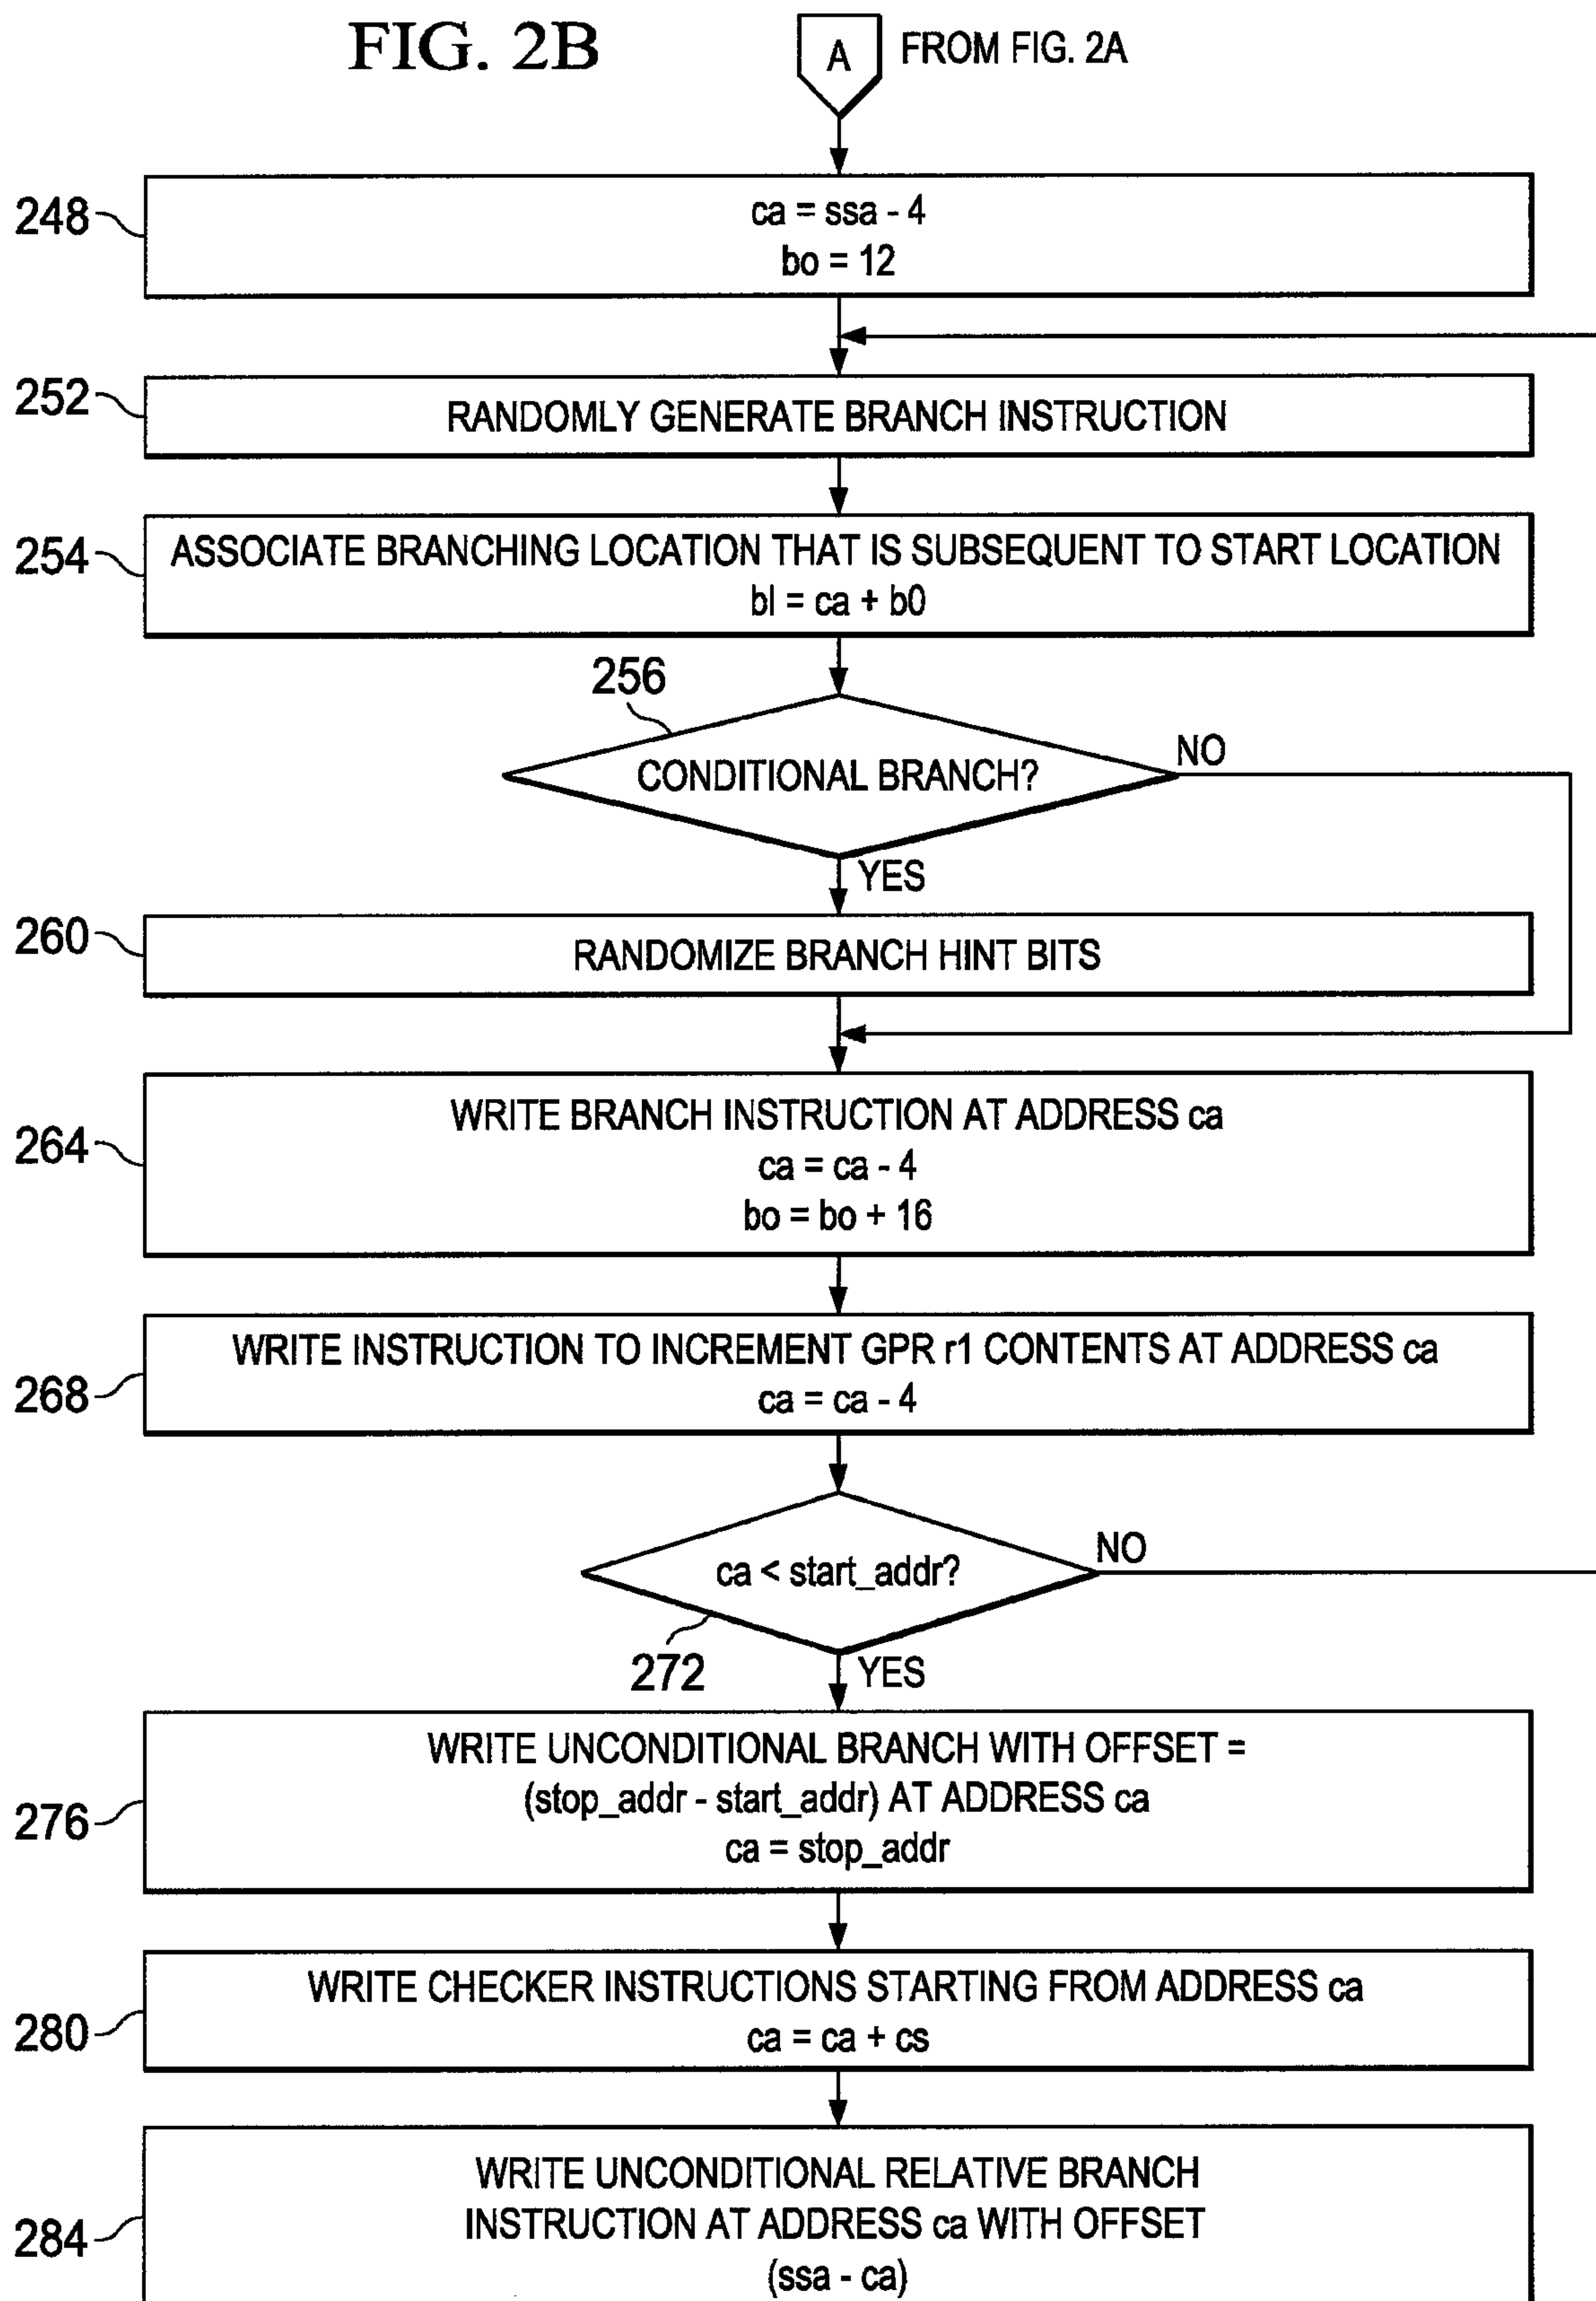 FIG. 2B
A
FROM FIG. 2A
248
ca = ssa - 4
bo = 12
252
RANDOMLY GENERATE BRANCH INSTRUCTION
254
ASSOCIATE BRANCHING LOCATION THAT IS SUBSEQUENT TO START LOCATION
bl = ca + b0
256
CONDITIONAL BRANCH?
NO
YES
260
RANDOMIZE BRANCH HINT BITS
264
WRITE BRANCH INSTRUCTION AT ADDRESS ca
ca = ca - 4
bo = bo + 16
268
WRITE INSTRUCTION TO INCREMENT GPR r1 CONTENTS AT ADDRESS ca
ca = ca - 4
ca < start_addr?
NO
272
YES
276
WRITE UNCONDITIONAL BRANCH WITH OFFSET =
(stop_addr - start_addr) AT ADDRESS ca
ca = stop_addr
280
WRITE CHECKER INSTRUCTIONS STARTING FROM ADDRESS ca
ca = ca + cs
284
WRITE UNCONDITIONAL RELATIVE BRANCH
INSTRUCTION AT ADDRESS ca WITH OFFSET
(ssa - ca)